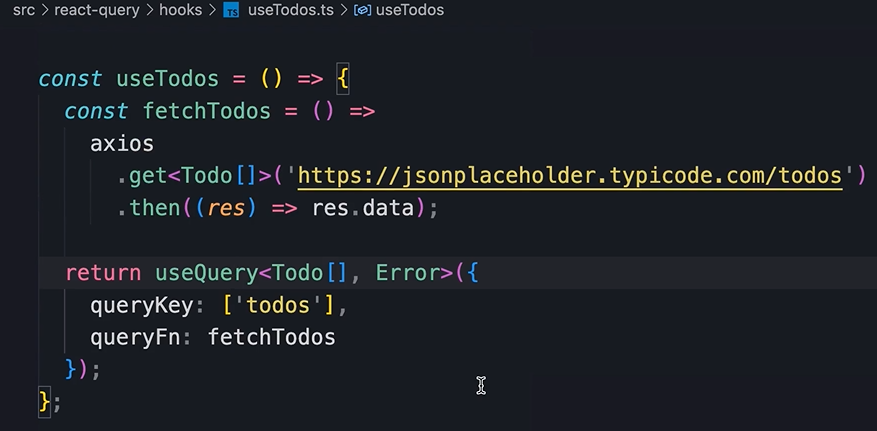 src > react-query > hooks > TS useTodos.ts > useTodos
const useTodos = () => {
const fetchTodos = () =>
axios
.get<Todo[]>('https://jsonplaceholder.typicode.com/todos')
.then((res) => res.data);
return useQuery<Todo[], Error>({
queryKey: ['todos'],
queryFn: fetchTodos
});
};